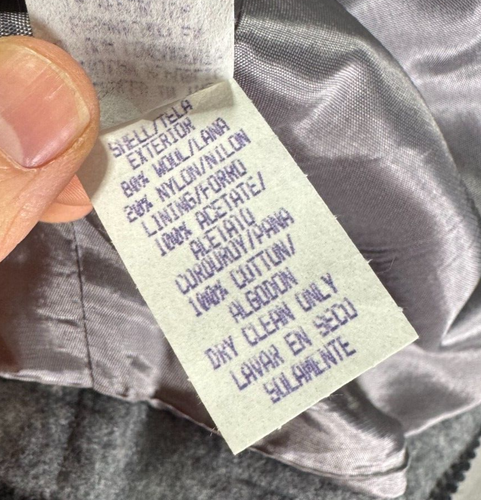 SHELL/TELA
EXTERIOR
80% WOOL/LANA
20% NYLON/NILON
LINING/FORRO
100% ACETATE/
ACETATO
CORDUROY/PANA
100% COTTON/
ALGODON
DRY CLEAN ONLY
LAVAR EN SECO
SOLAMENTE